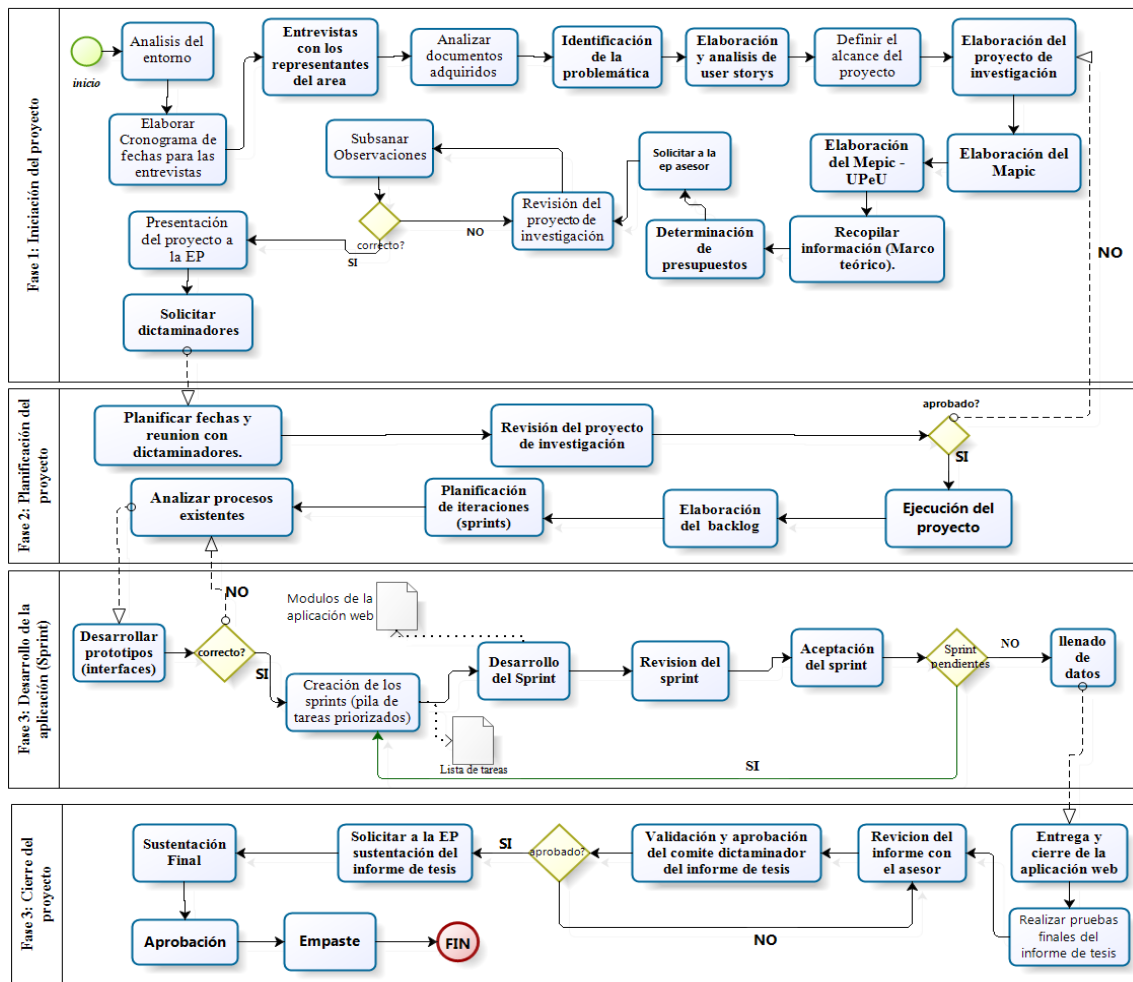 Fase 1: Iniciación del proyecto
inicio
Analisis del
entorno
Elaborar
Cronograma de
fechas para las
entrevistas
Entrevistas
con los
representantes
del area
Analizar
documentos
adquiridos
Identificación
de la
problemática
Elaboración
y analisis de
user storys
Definir el
alcance del
proyecto
Elaboración del
proyecto de
investigación
Elaboración del
Mapic
Elaboración
del Mepic -
UPeU
Recopilar
información (Marco
teórico).
Determinación
de
presupuestos
Solicitar a la
ep asesor
Revisión del
proyecto de
investigación
Subsanar
Observaciones
correcto?
NO
SI
Presentación
del proyecto a
la EP
Solicitar
dictaminadores
NO
Fase 2: Planificación del
proyecto
Planificar fechas y
reunion con
dictaminadores.
Revisión del proyecto
de investigación
aprobado?
SI
Ejecución del
proyecto
Elaboración
del backlog
Planificación
de iteraciones
(sprints)
Analizar procesos
existentes
Fase 3: Desarrollo de la
aplicación (Sprint)
Desarrollar
prototipos
(interfaces)
correcto?
NO
SI
Creación de los
sprints (pila de
tareas priorizados)
Modulos de la
aplicación web
Lista de tareas
Desarrollo
del Sprint
Revision del
sprint
Aceptación
del sprint
Sprint
pendientes
NO
SI
llenado
de
datos
Fase 3: Cierre del
proyecto
Entrega y
cierre de la
aplicación web
Realizar pruebas
finales del
informe de tesis
Revicion del
informe con
el asesor
Validación y aprobación
del comite dictaminador
del informe de tesis
aprobado?
SI
NO
Solicitar a la EP
sustentación del
informe de tesis
Sustentación
Final
Aprobación
Empaste
FIN